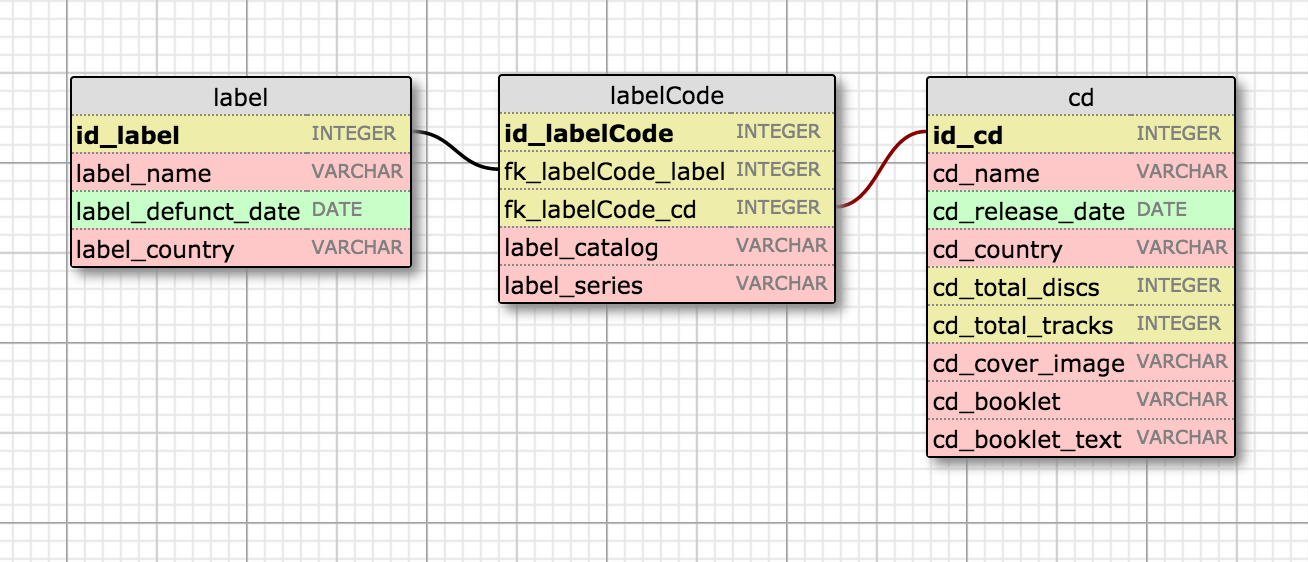 label
id_label INTEGER
label_name VARCHAR
label_defunct_date DATE
label_country VARCHAR
labelCode
id_labelCode INTEGER
fk_labelCode_label INTEGER
fk_labelCode_cd INTEGER
label_catalog VARCHAR
label_series VARCHAR
cd
id_cd INTEGER
cd_name VARCHAR
cd_release_date DATE
cd_country VARCHAR
cd_total_discs INTEGER
cd_total_tracks INTEGER
cd_cover_image VARCHAR
cd_booklet VARCHAR
cd_booklet_text VARCHAR